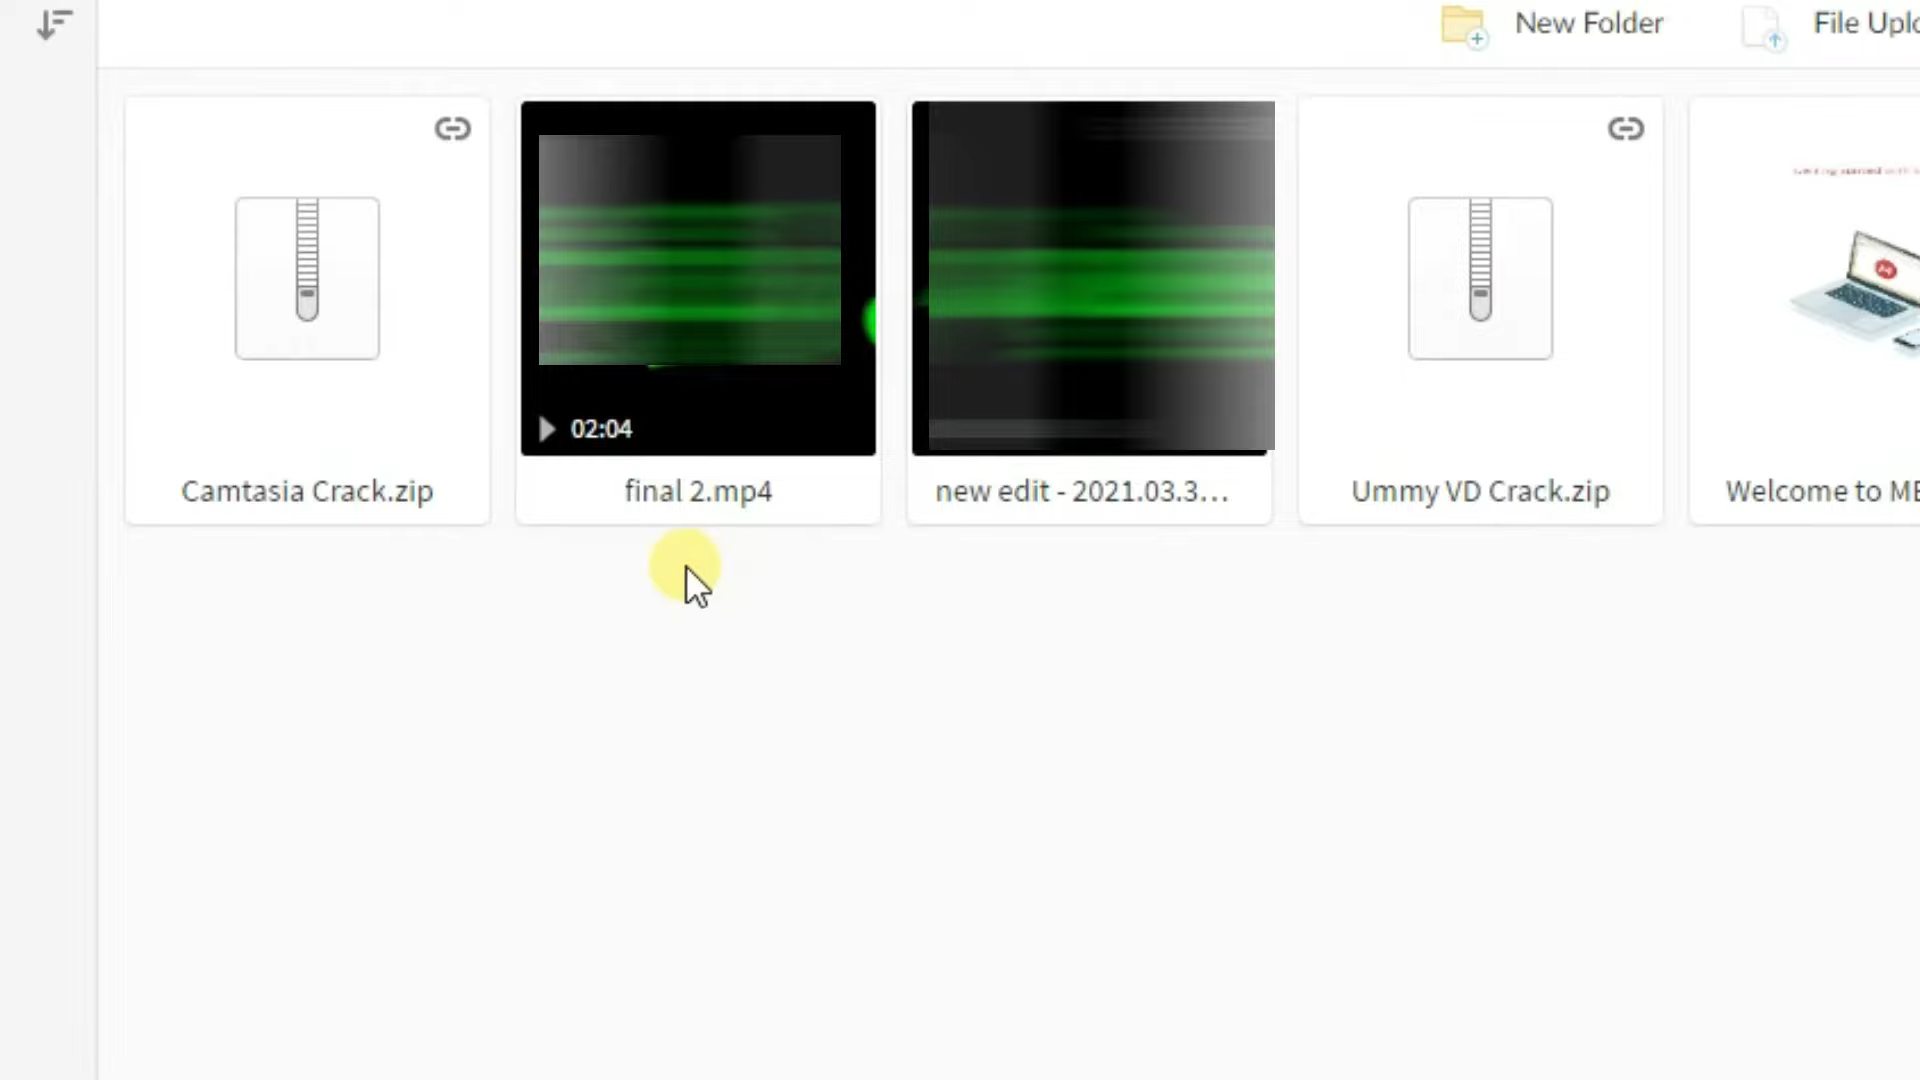 New Folder
File Uplo
02:04
Camtasia Crack.zip
final 2.mp4
new edit - 2021.03.3...
Ummy VD Crack.zip
Welcome to ME